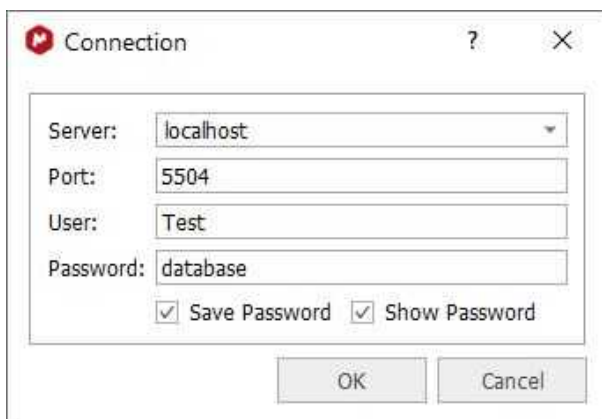 Connection ?
Server: localhost
Port: 5504
User: Test
Password: database
Save Password Show Password
OK Cancel